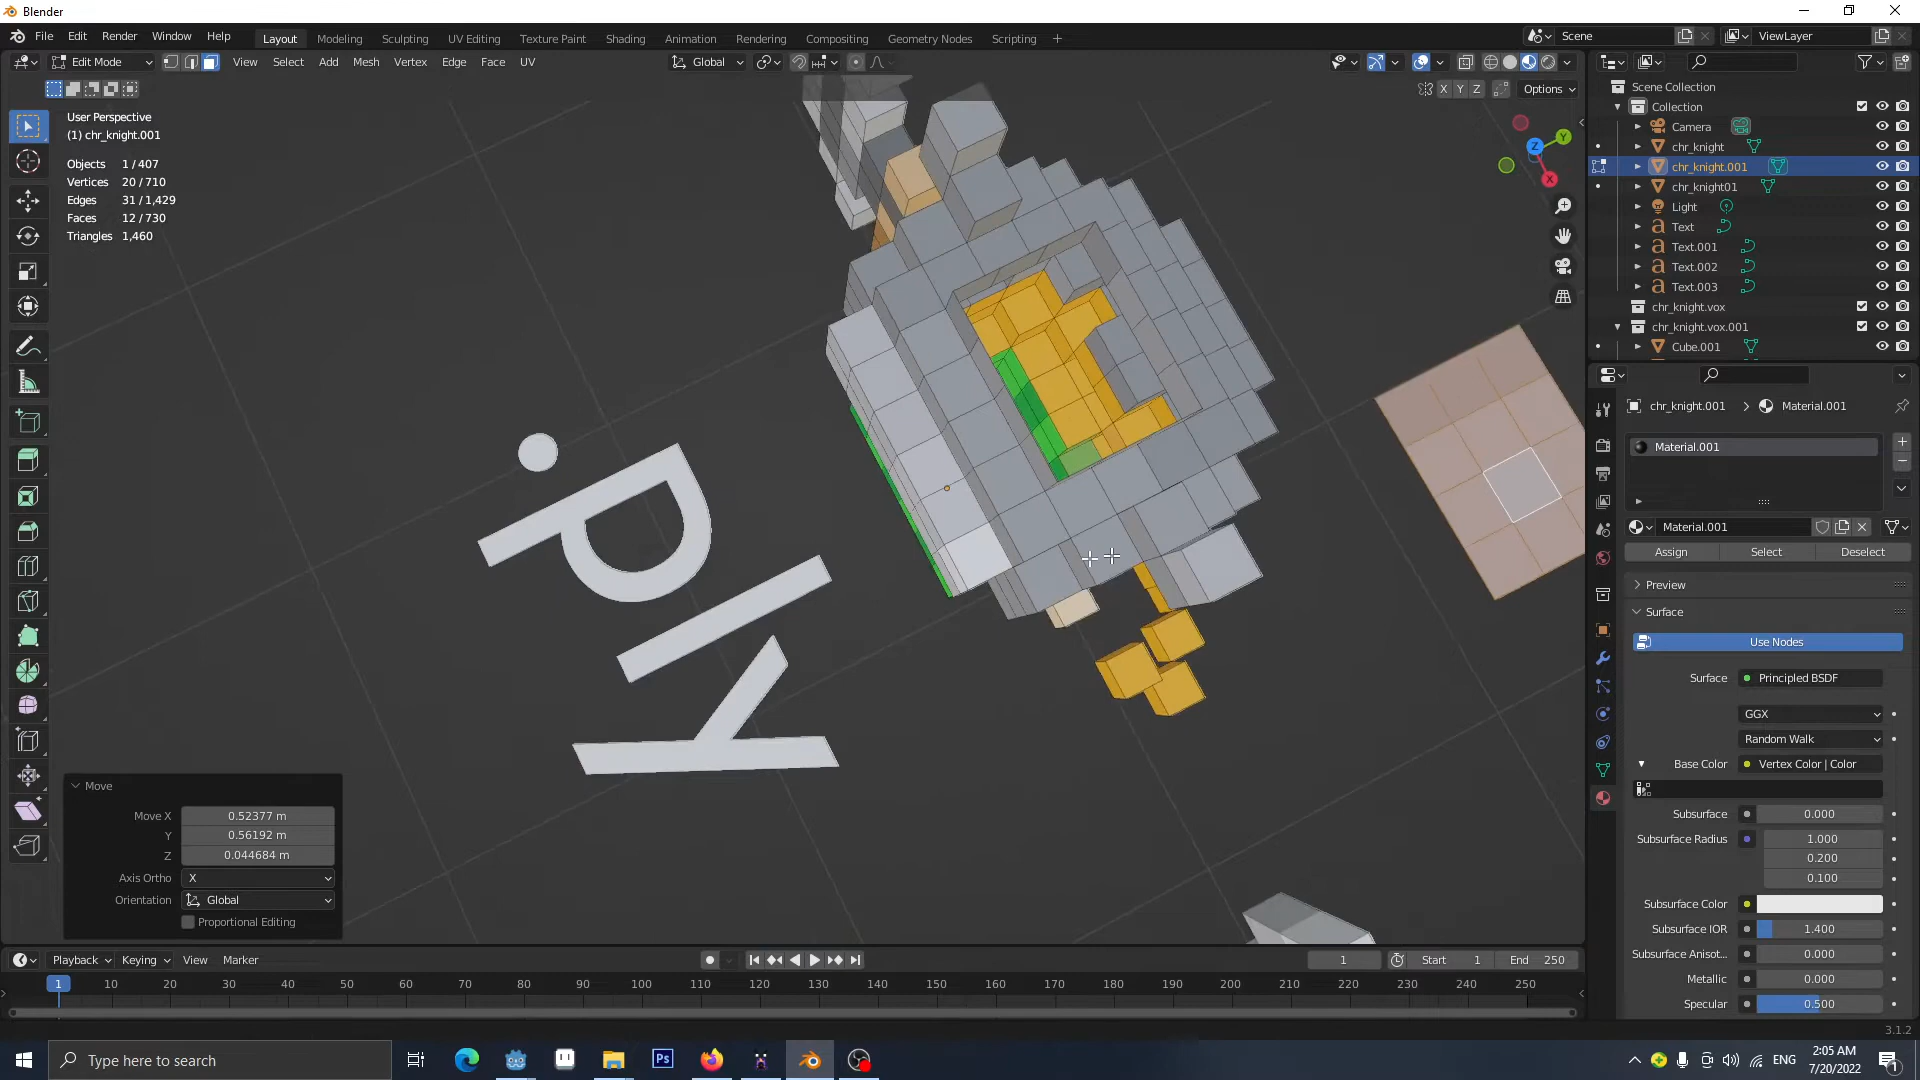 Blender
File Edit Render Window Help
Layout Modeling Sculpting UV Editing Texture Paint Shading Animation Rendering Compositing Geometry Nodes Scripting +
Scene
ViewLayer
Edit Mode View Select Add Mesh Vertex Edge Face UV
Global
X Y Z Options
User Perspective
(1) chr_knight.001
Objects 1/407
Vertices 20/710
Edges 31/1,429
Faces 12/730
Triangles 1,460
Z Y X
.Ply
Move
Move X 0.52377 m
Y 0.56192 m
Z 0.044684 m
Axis Ortho X
Orientation Global
Proportional Editing
Scene Collection
Collection
Camera
chr_knight
chr_knight.001
chr_knight01
Light
Text
Text.001
Text.002
Text.003
chr_knight.vox
chr_knight.vox.001
Cube.001
chr_knight.001 > Material.001
Material.001
Material.001
Assign Select Deselect
Preview
Surface
Use Nodes
Surface Principled BSDF
GGX
Random Walk
Base Color Vertex Color | Color
Subsurface 0.000
Subsurface Radius 1.000
0.200
0.100
Subsurface Color
Subsurface IOR 1.400
Subsurface Anisot... 0.000
Metallic 0.000
Specular 0.500
Playback Keying View Marker
1 Start 1 End 250
1 10 20 30 40 50 60 70 80 90 100 110 120 130 140 150 160 170 180 190 200 210 220 230 240 250
3.1.2
Type here to search
Ps
ENG
2:05 AM
7/20/2022
1